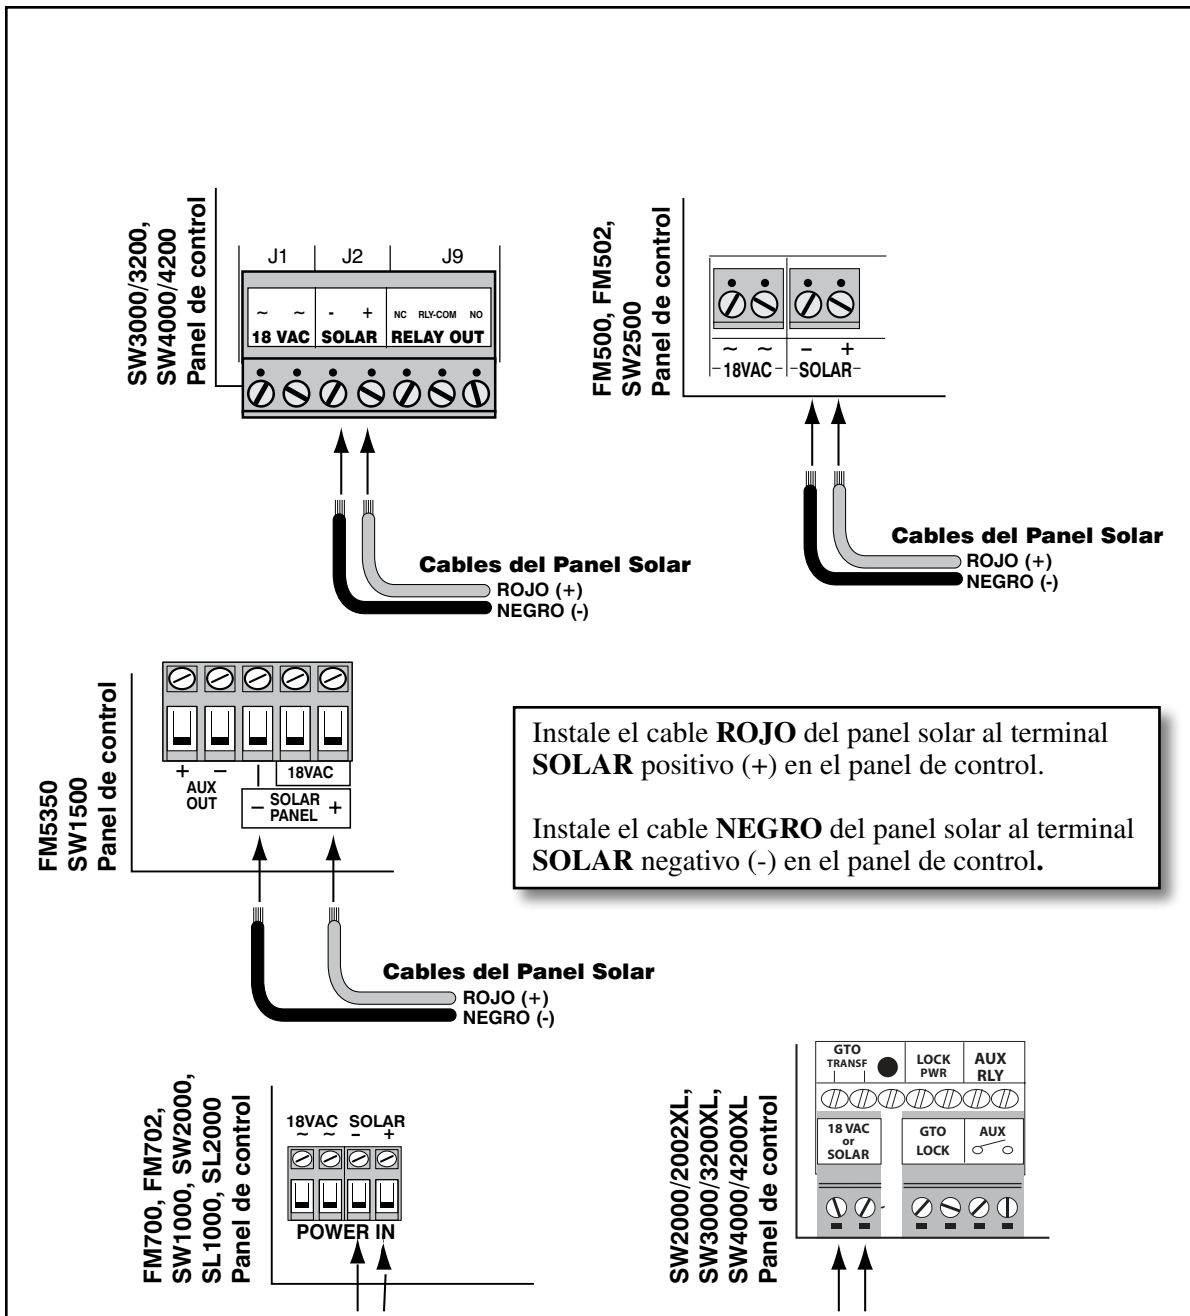 SW3000/3200,
SW4000/4200
Panel de control
J1 J2 J9
~ ~ - + NC RLY-COM NO
18 VAC SOLAR RELAY OUT
Cables del Panel Solar
ROJO (+)
NEGRO (-)
FM500, FM502,
SW2500
Panel de control
~ ~ − +
18VAC SOLAR
Cables del Panel Solar
ROJO (+)
NEGRO (-)
FM5350
SW1500
Panel de control
+ −
AUX
OUT
18VAC
− SOLAR +
PANEL
Cables del Panel Solar
ROJO (+)
NEGRO (-)
Instale el cable ROJO del panel solar al terminal
SOLAR positivo (+) en el panel de control.
Instale el cable NEGRO del panel solar al terminal
SOLAR negativo (-) en el panel de control.
FM700, FM702,
SW1000, SW2000,
SL1000, SL2000
Panel de control
18VAC SOLAR
~ ~ − +
POWER IN
SW2000/2002XL,
SW3000/3200XL,
SW4000/4200XL
Panel de control
GTO
TRANSF
LOCK
PWR
AUX
RLY
18 VAC
or
SOLAR
GTO
LOCK
AUX